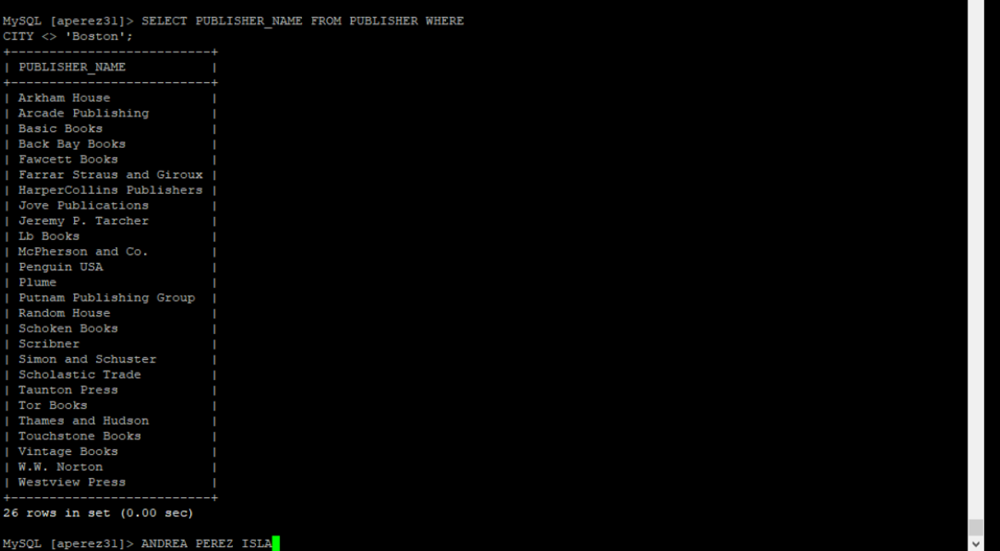 MySQL [aperez31]> SELECT PUBLISHER_NAME FROM PUBLISHER WHERE
CITY <> 'Boston';
+--------------------------+
| PUBLISHER_NAME           |
+--------------------------+
| Arkham House             |
| Arcade Publishing        |
| Basic Books              |
| Back Bay Books           |
| Fawcett Books            |
| Farrar Straus and Giroux |
| HarperCollins Publishers |
| Jove Publications        |
| Jeremy P. Tarcher        |
| Lb Books                 |
| McPherson and Co.        |
| Penguin USA              |
| Plume                    |
| Putnam Publishing Group  |
| Random House             |
| Schoken Books            |
| Scribner                 |
| Simon and Schuster       |
| Scholastic Trade         |
| Taunton Press            |
| Tor Books                |
| Thames and Hudson        |
| Touchstone Books         |
| Vintage Books            |
| W.W. Norton              |
| Westview Press           |
+--------------------------+
26 rows in set (0.00 sec)
MySQL [aperez31]> ANDREA PEREZ ISLA